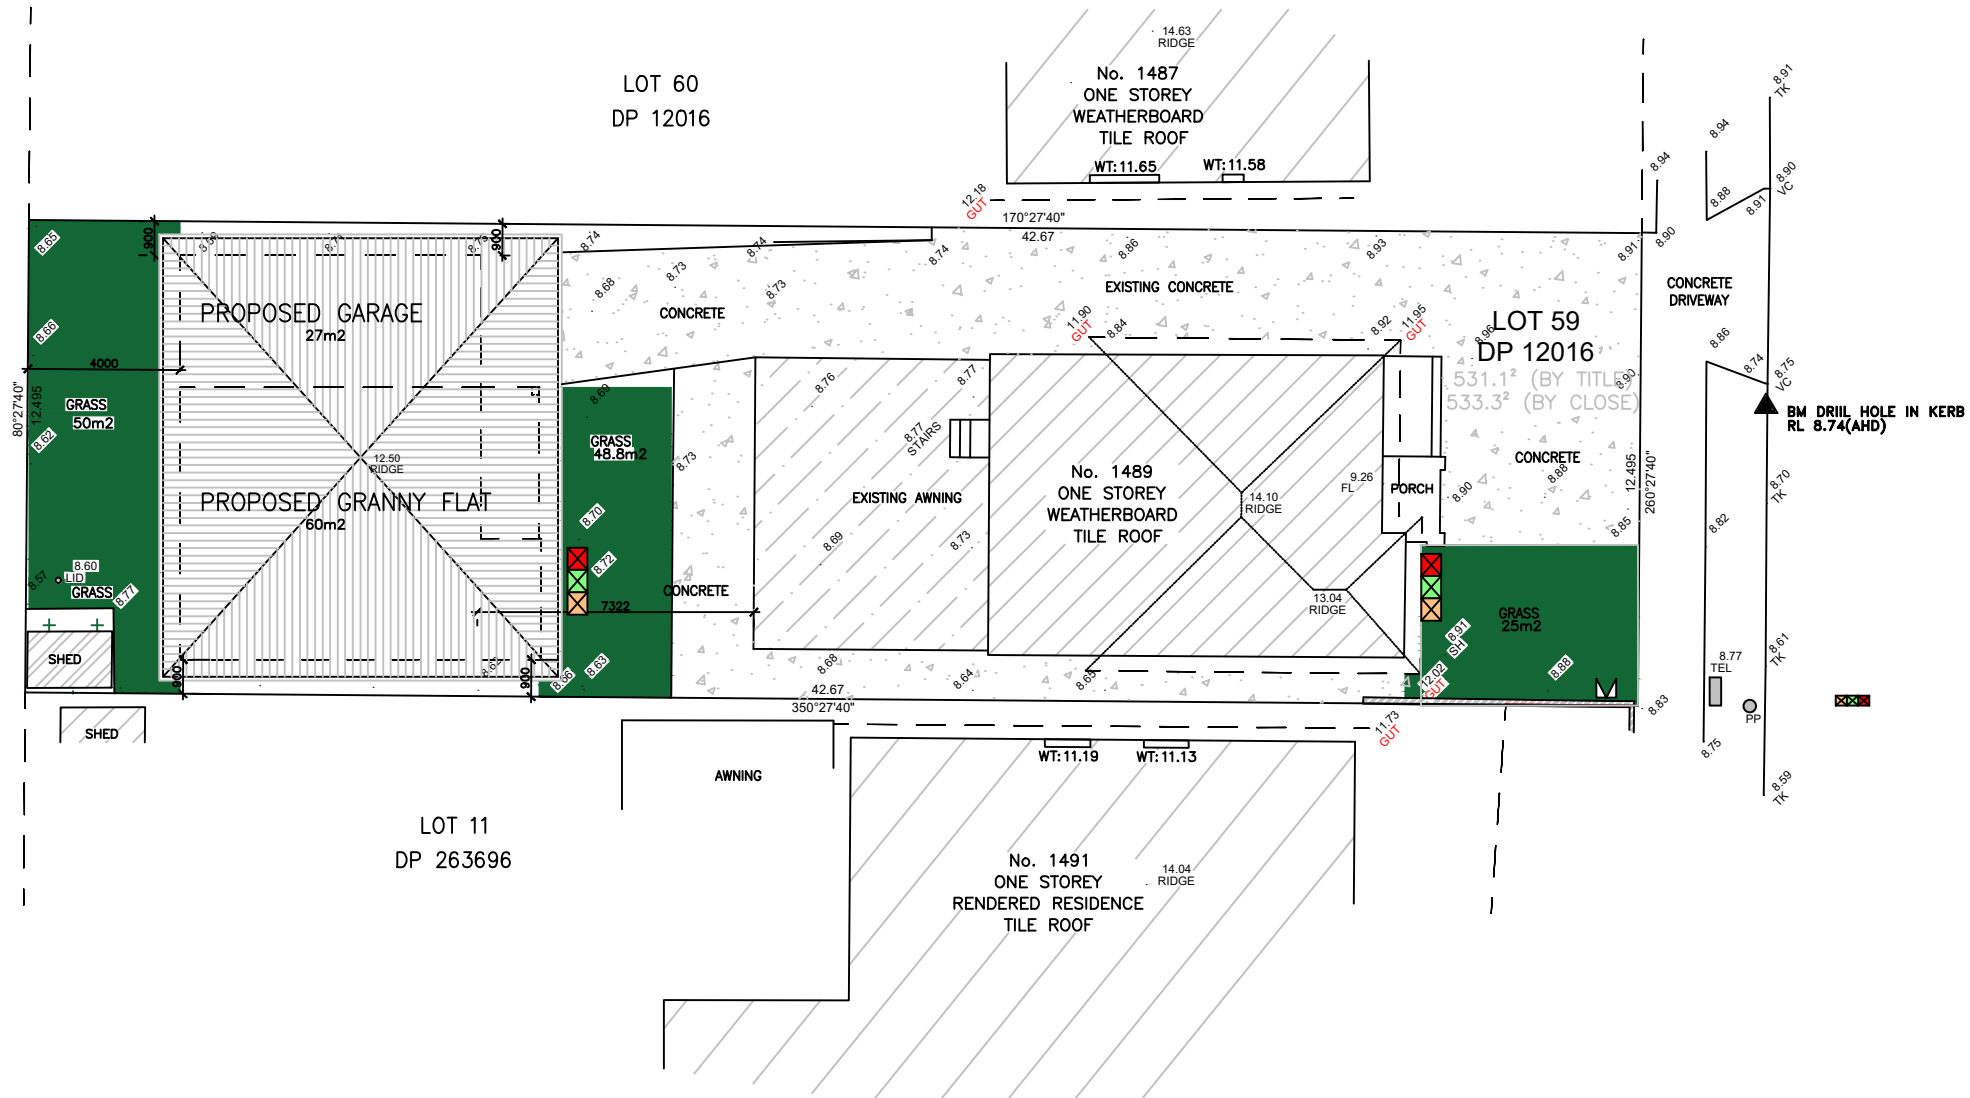 14.63
RIDGE
No. 1487
ONE STOREY
WEATHERBOARD
TILE ROOF
WT:11.65
WT:11.58
LOT 60
DP 12016
8.91
TK
8.94
8.94
8.90
VC
8.88
8.91
8.91
8.90
12.18
GUT
170°27'40"
42.67
8.65
900
8.74
900
8.74
8.74
8.74
8.86
8.93
8.68
8.73
8.73
EXISTING CONCRETE
CONCRETE
DRIVEWAY
PROPOSED GARAGE
27m2
CONCRETE
11.90
GUT
8.84
8.92
11.95
GUT
8.96
LOT 59
DP 12016
531.1² (BY TITLE)
533.3² (BY CLOSE)
8.90
8.86
8.74
8.75
VC
BM DRIIL HOLE IN KERB
RL 8.74(AHD)
8.66
4000
80°27'40"
12.495
GRASS
50m2
8.62
8.69
8.76
8.77
GRASS
48.8m2
8.73
8.77
STAIRS
12.50
RIDGE
PROPOSED GRANNY FLAT
60m2
EXISTING AWNING
No. 1489
ONE STOREY
WEATHERBOARD
TILE ROOF
14.10
RIDGE
9.26
FL
PORCH
8.90
CONCRETE
8.88
8.85
12.495
260°27'40"
8.70
TK
8.82
8.70
8.69
8.73
8.72
8.57
8.60
LID
GRASS
8.77
CONCRETE
7322
13.04
RIDGE
GRASS
25m2
8.91
SH
8.88
8.61
TK
8.77
TEL
PP
SHED
900
8.62
900
8.66
8.63
8.68
8.64
8.65
12.02
GUT
8.83
42.67
350°27'40"
SHED
11.73
GUT
8.75
AWNING
WT:11.19
WT:11.13
8.59
TK
LOT 11
DP 263696
No. 1491
ONE STOREY
RENDERED RESIDENCE
TILE ROOF
14.04
RIDGE